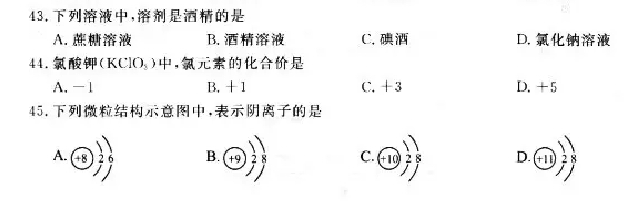 43. 下列溶液中,溶剂是酒精的是
A. 蔗糖溶液 B. 酒精溶液 C. 碘酒 D. 氯化钠溶液
44. 氯酸钾(KClO₃)中,氯元素的化合价是
A. －1 B. ＋1 C. ＋3 D. ＋5
45. 下列微粒结构示意图中,表示阴离子的是
A. +8 2 6 B. +9 2 8 C. +10 2 8 D. +11 2 8